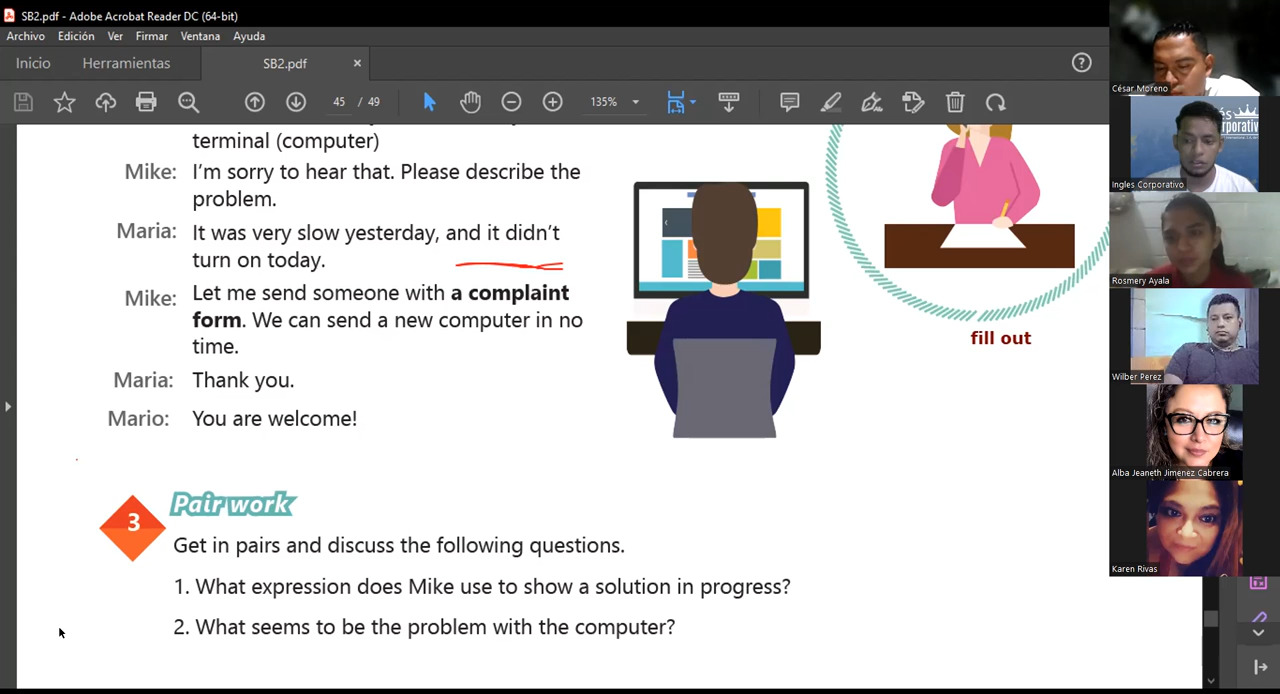 SB2.pdf - Adobe Acrobat Reader DC (64-bit)
Archivo Edición Ver Firmar Ventana Ayuda
Inicio Herramientas SB2.pdf ×
45 / 49 135%
terminal (computer)
Mike: I'm sorry to hear that. Please describe the
problem.
Maria: It was very slow yesterday, and it didn't
turn on today.
Mike: Let me send someone with a complaint
form. We can send a new computer in no
time.
Maria: Thank you.
Mario: You are welcome!
fill out
3 Pair work
Get in pairs and discuss the following questions.
1. What expression does Mike use to show a solution in progress?
2. What seems to be the problem with the computer?
César Moreno
Ingles Corporativo
Rosmery Ayala
Wilber Perez
Alba Jeaneth Jimenez Cabrera
Karen Rivas